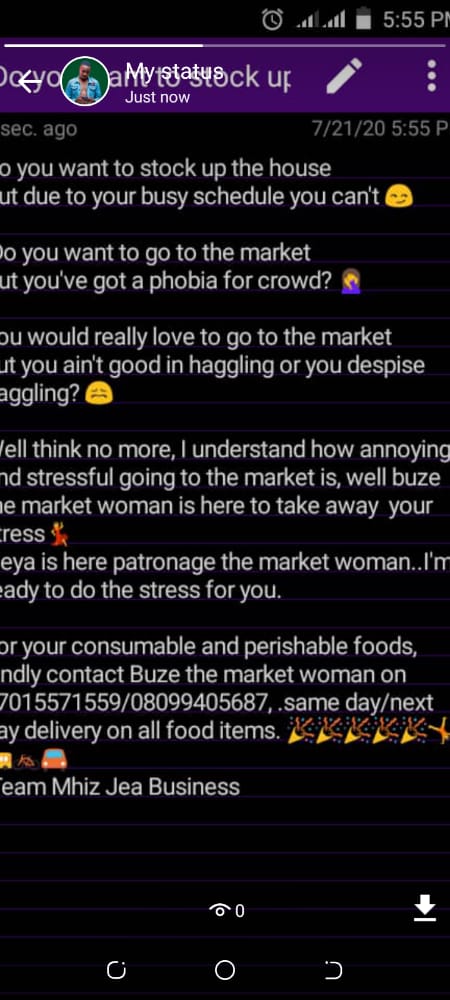 5:55 PM
Do you want to stock up
My status
Just now
sec. ago
7/21/20 5:55 P
o you want to stock up the house
ut due to your busy schedule you can't 😏
Do you want to go to the market
ut you've got a phobia for crowd? 🤦‍♀️
ou would really love to go to the market
ut you ain't good in haggling or you despise
aggling? 😩
Well think no more, I understand how annoying
nd stressful going to the market is, well buze
he market woman is here to take away your
tress 💃
eya is here patronage the market woman..I'm
eady to do the stress for you.
or your consumable and perishable foods,
indly contact Buze the market woman on
7015571559/08099405687, .same day/next
ay delivery on all food items. 🎉🎉🎉🎉🎉
Team Mhiz Jea Business
0